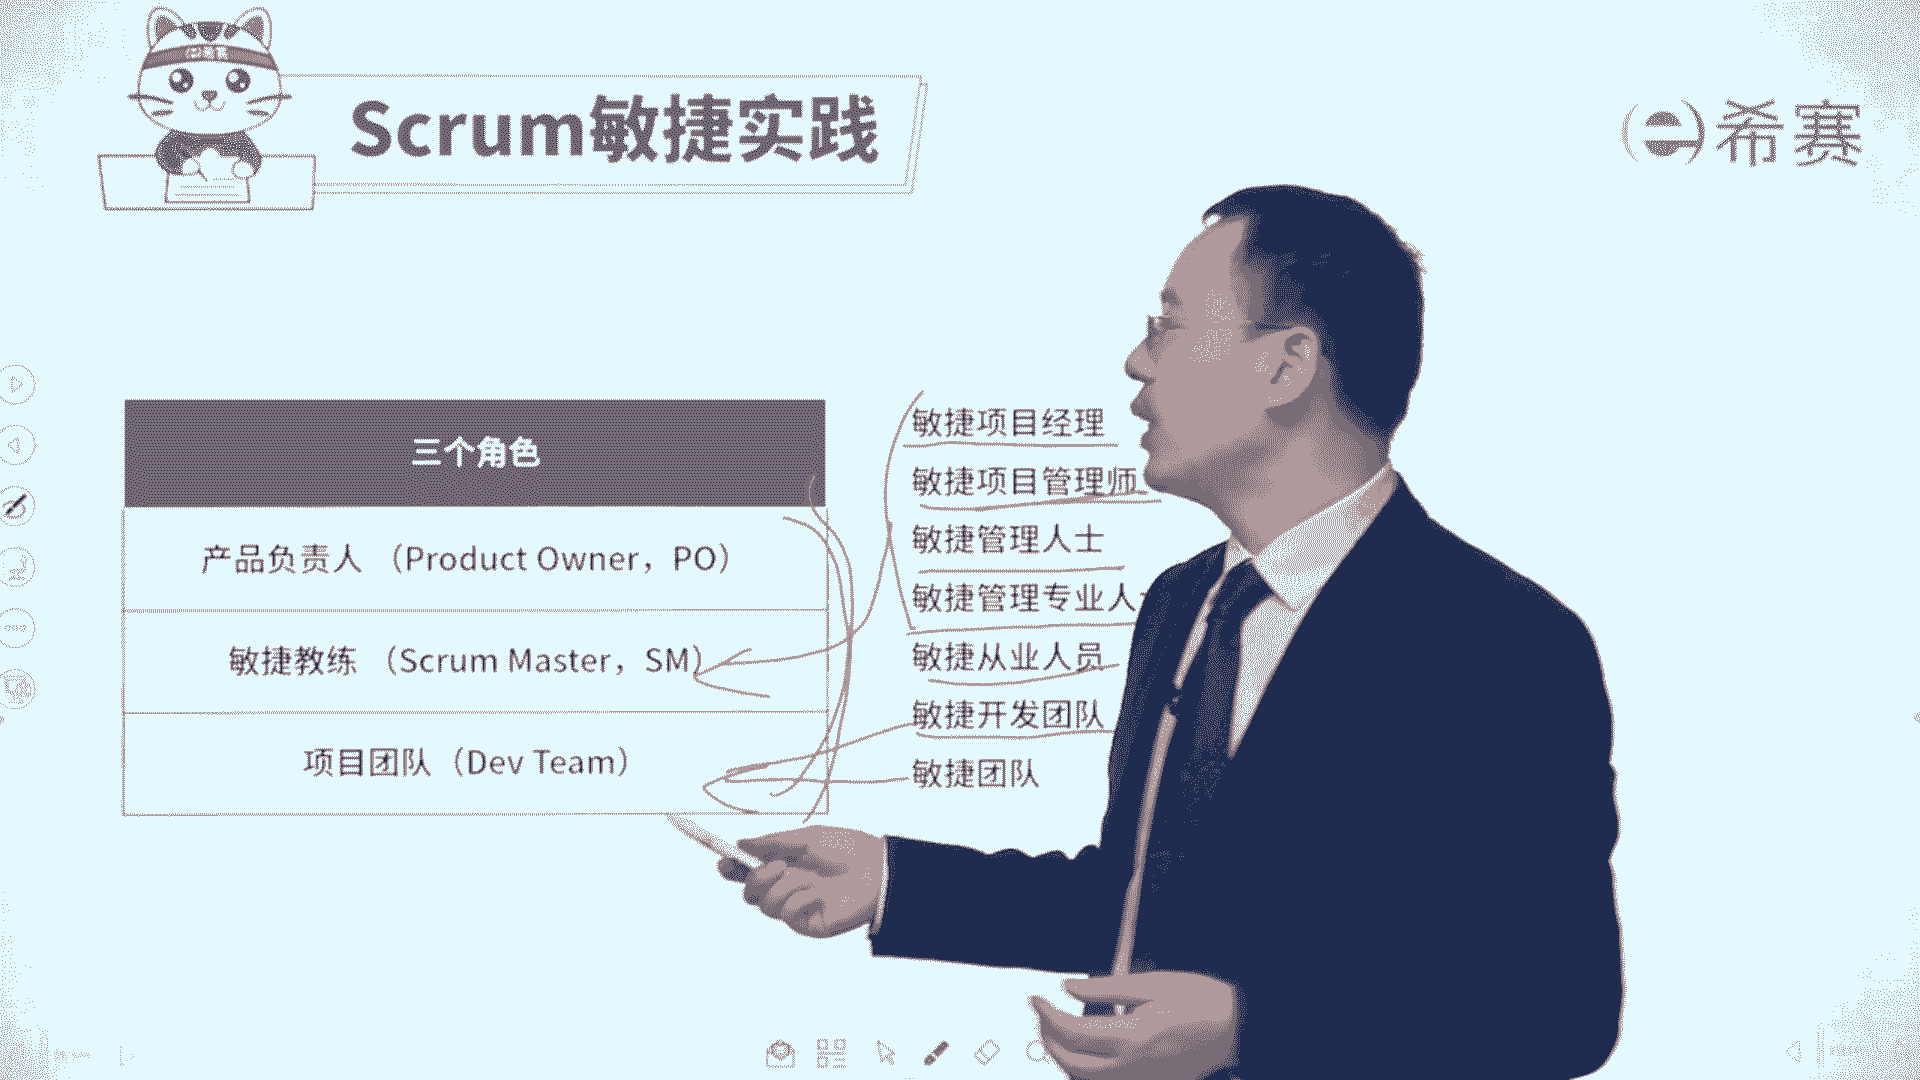 Scrum敏捷实践
希赛
三个角色
产品负责人 （Product Owner，PO）
敏捷教练 （Scrum Master，SM）
项目团队（Dev Team）
敏捷项目经理
敏捷项目管理师
敏捷管理人士
敏捷管理专业人
敏捷从业人员
敏捷开发团队
敏捷团队